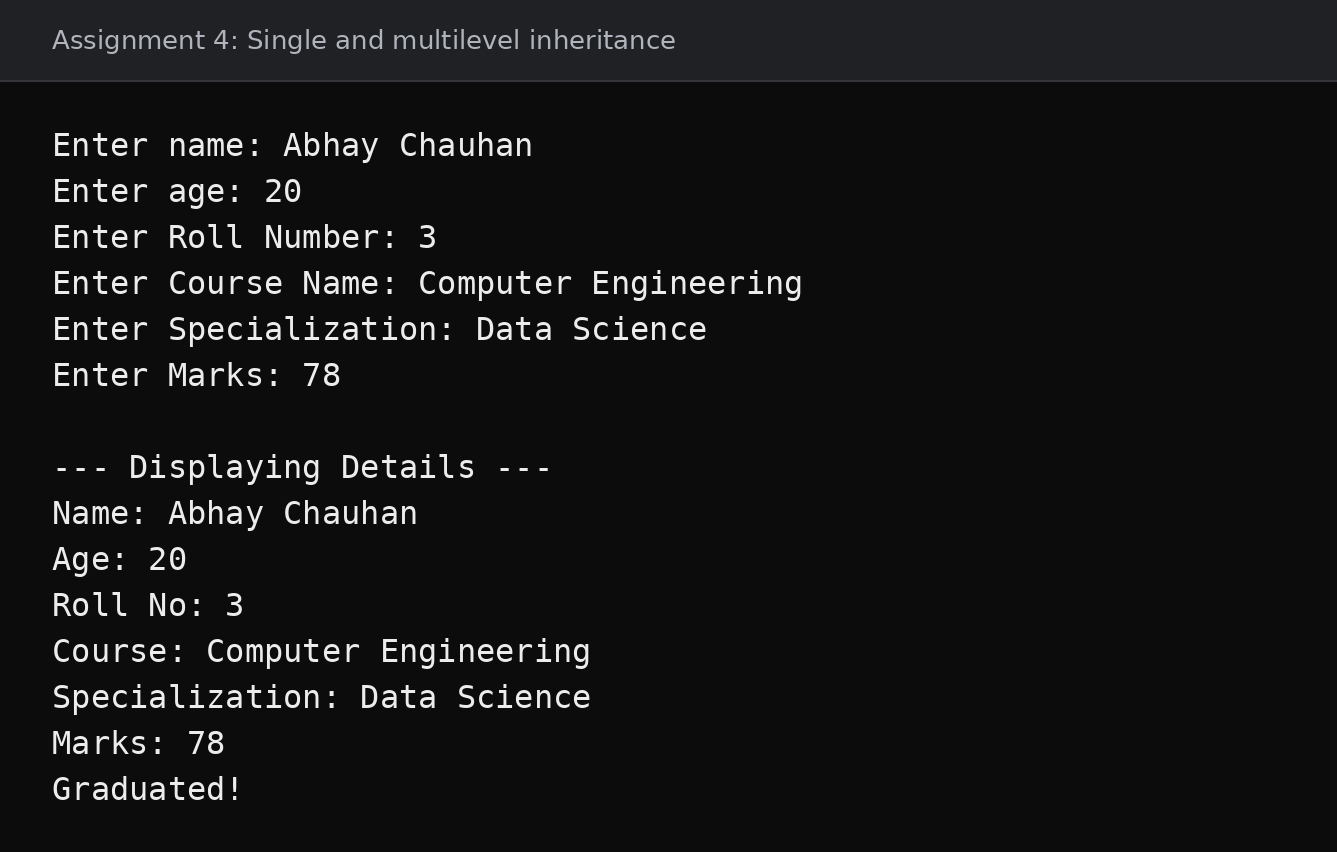 Assignment 4: Single and multilevel inheritance
Enter name: Abhay Chauhan
Enter age: 20
Enter Roll Number: 3
Enter Course Name: Computer Engineering
Enter Specialization: Data Science
Enter Marks: 78
--- Displaying Details ---
Name: Abhay Chauhan
Age: 20
Roll No: 3
Course: Computer Engineering
Specialization: Data Science
Marks: 78
Graduated!